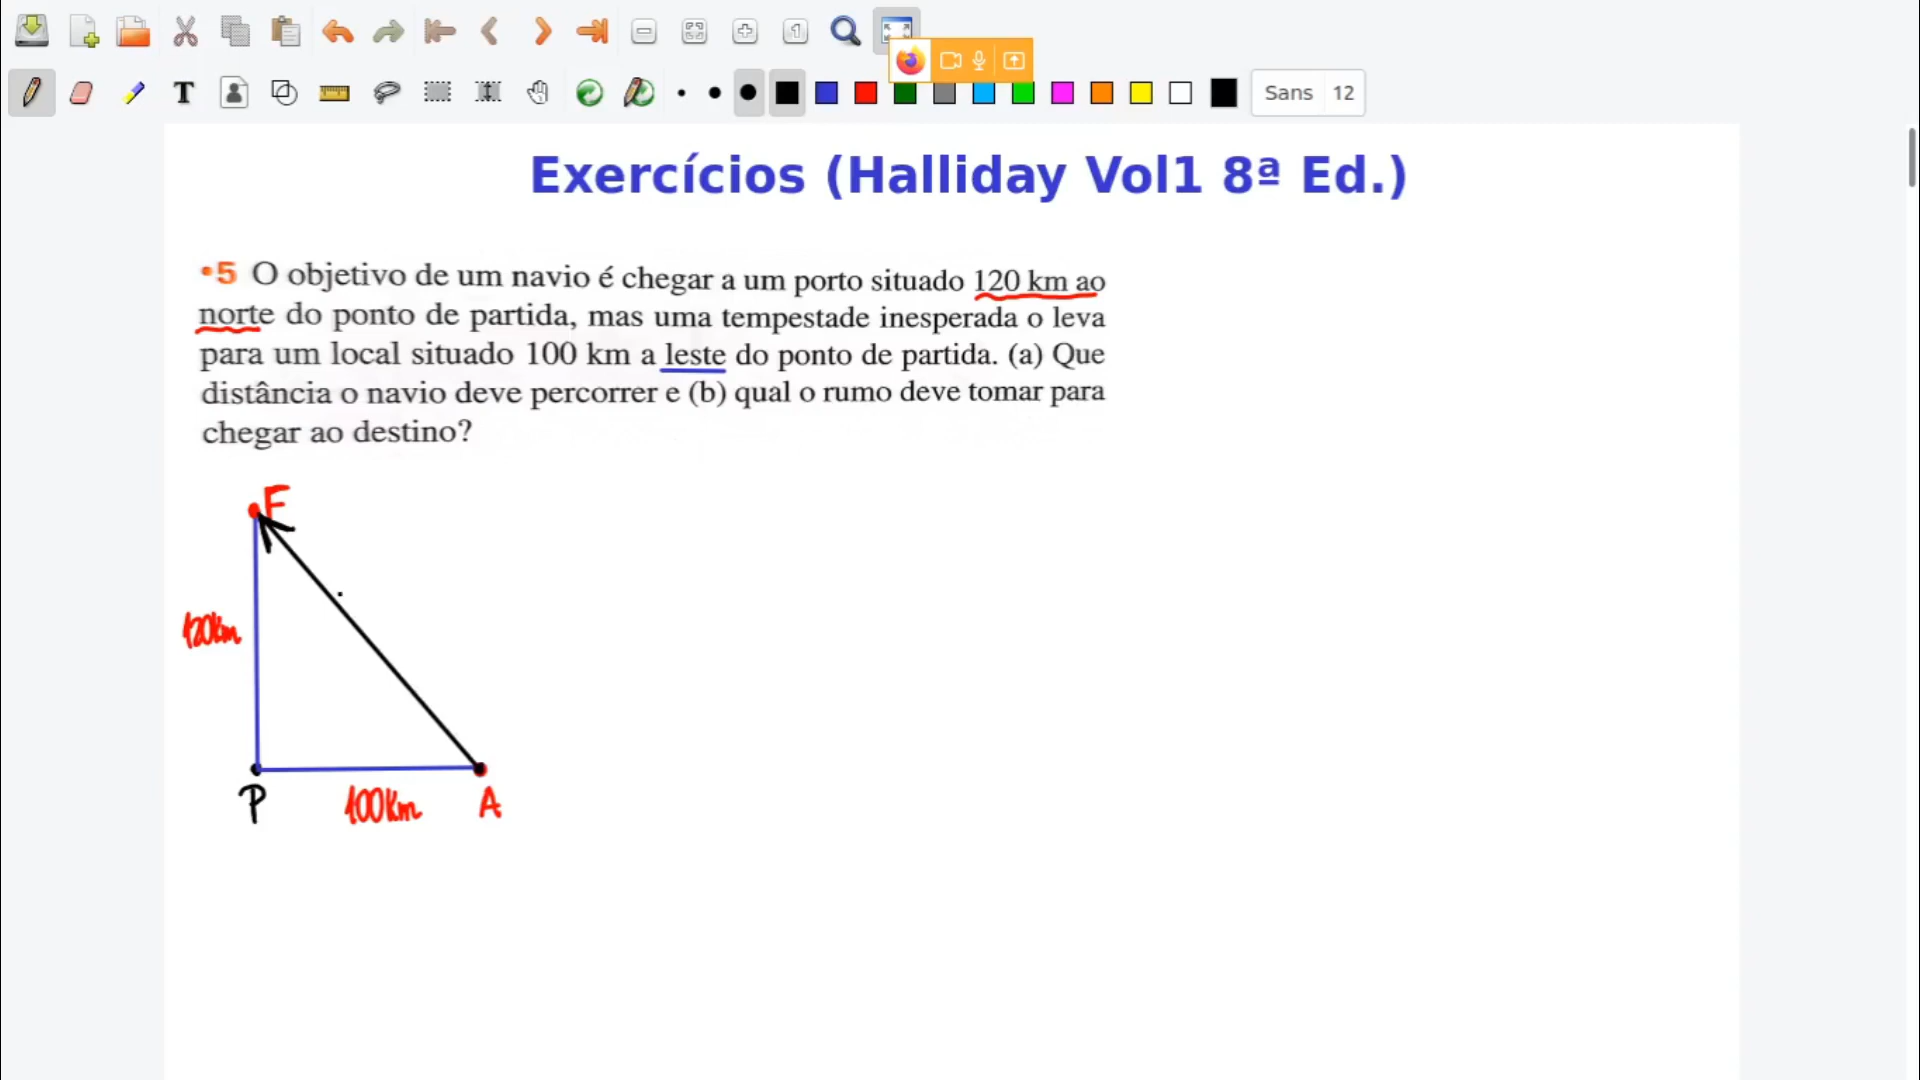 T
1
Sans 12
Exercícios (Halliday Vol1 8ª Ed.)
•5 O objetivo de um navio é chegar a um porto situado 120 km ao
norte do ponto de partida, mas uma tempestade inesperada o leva
para um local situado 100 km a leste do ponto de partida. (a) Que
distância o navio deve percorrer e (b) qual o rumo deve tomar para
chegar ao destino?
F
120km
P 100km A